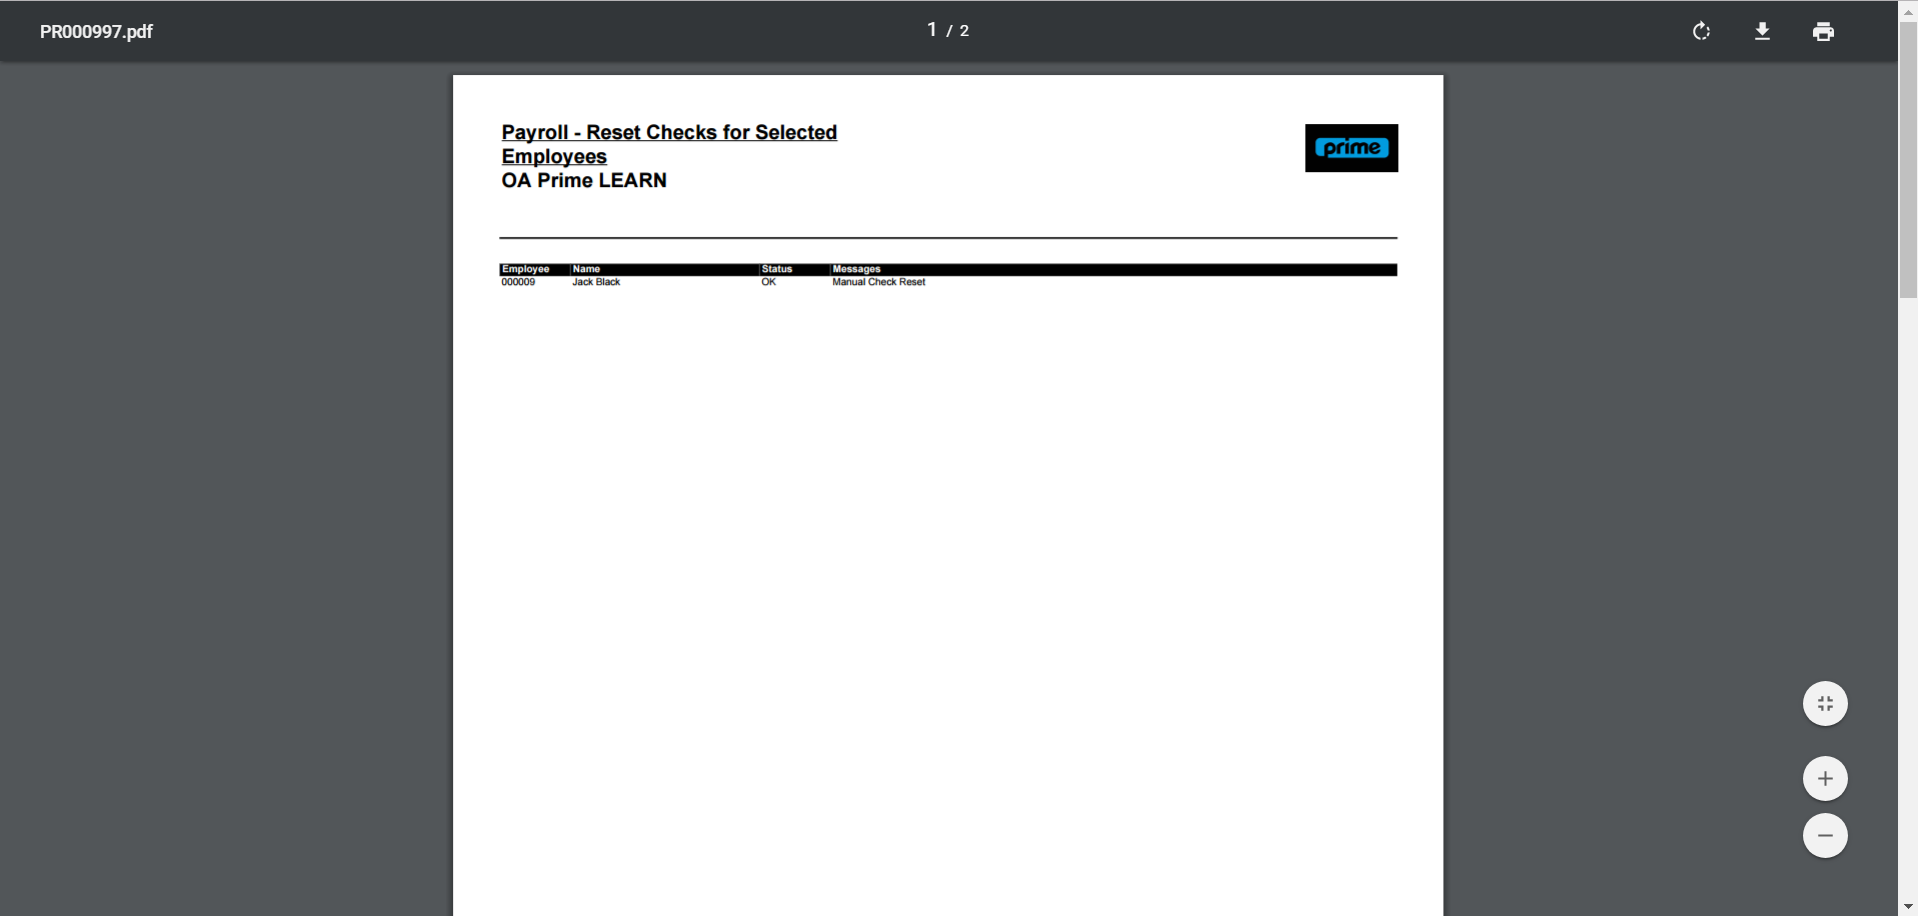 PR000997.pdf
1 / 2
Payroll - Reset Checks for Selected
Employees
OA Prime LEARN
prime
Employee Name Status Messages
000009 Jack Black OK Manual Check Reset